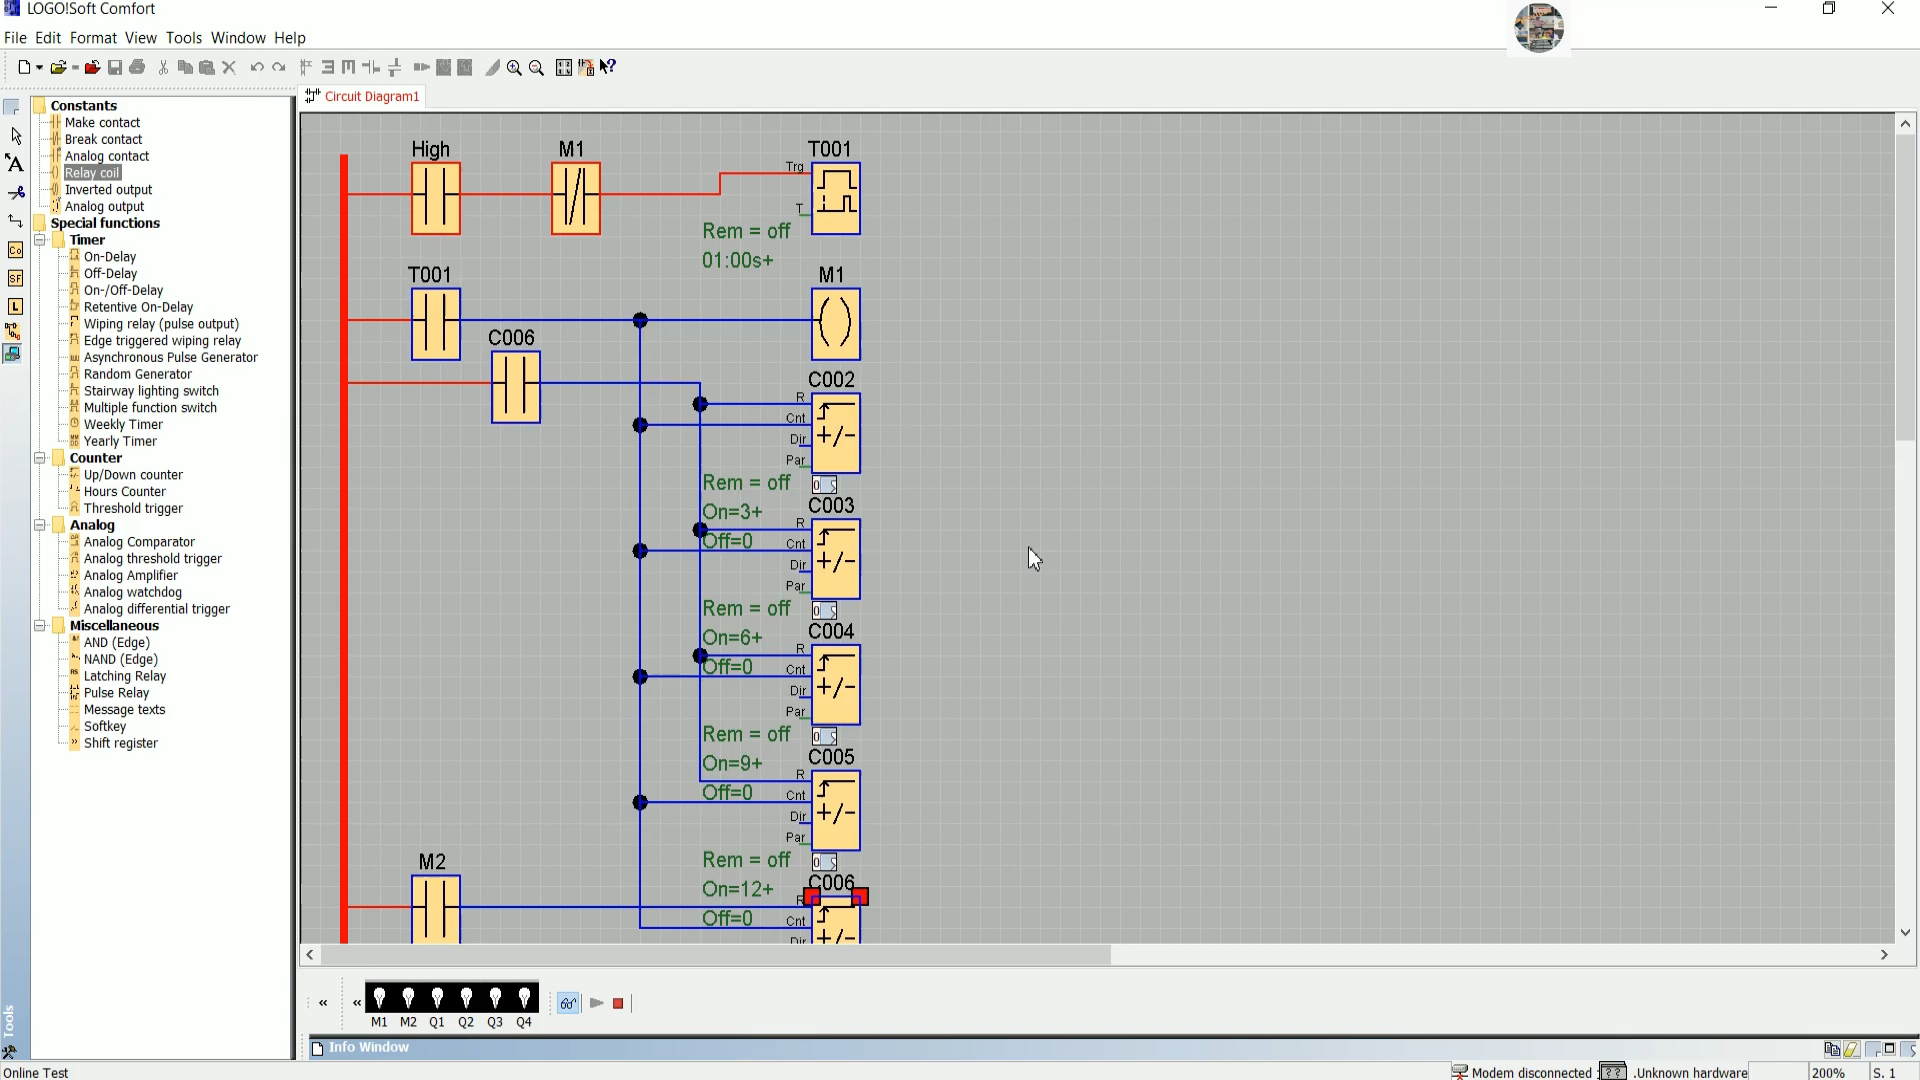 LOGO!Soft Comfort
File Edit Format View Tools Window Help
Circuit Diagram1
Constants
Make contact
Break contact
Analog contact
Relay coil
Inverted output
Analog output
Special functions
Timer
On-Delay
Off-Delay
On-/Off-Delay
Retentive On-Delay
Wiping relay (pulse output)
Edge triggered wiping relay
Asynchronous Pulse Generator
Random Generator
Stairway lighting switch
Multiple function switch
Weekly Timer
Yearly Timer
Counter
Up/Down counter
Hours Counter
Threshold trigger
Analog
Analog Comparator
Analog threshold trigger
Analog Amplifier
Analog watchdog
Analog differential trigger
Miscellaneous
AND (Edge)
NAND (Edge)
Latching Relay
Pulse Relay
Message texts
Softkey
Shift register
Co
SF
L
Tools
High M1 T001
Trg
T
Rem = off
01:00s+
T001 M1
C006
C002
R
Cnt
Dir
Par
+/-
Rem = off
On=3+
Off=0
C003
R
Cnt
Dir
Par
+/-
Rem = off
On=6+
Off=0
C004
R
Cnt
Dir
Par
+/-
Rem = off
On=9+
Off=0
C005
R
Cnt
Dir
Par
+/-
Rem = off
On=12+
Off=0
M2
C006
R
Cnt
Dir
+/-
M1 M2 Q1 Q2 Q3 Q4
Info Window
Online Test
Modem disconnected ?? .Unknown hardware 200% S. 1